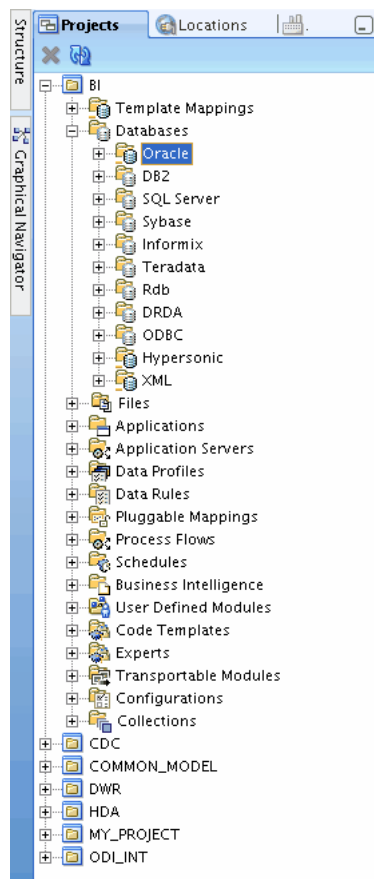 Structure
Graphical Navigator
Projects
Locations
.
BI
Template Mappings
Databases
Oracle
DB2
SQL Server
Sybase
Informix
Teradata
Rdb
DRDA
ODBC
Hypersonic
XML
Files
Applications
Application Servers
Data Profiles
Data Rules
Pluggable Mappings
Process Flows
Schedules
Business Intelligence
User Defined Modules
Code Templates
Experts
Transportable Modules
Configurations
Collections
CDC
COMMON_MODEL
DWR
HDA
MY_PROJECT
ODI_INT